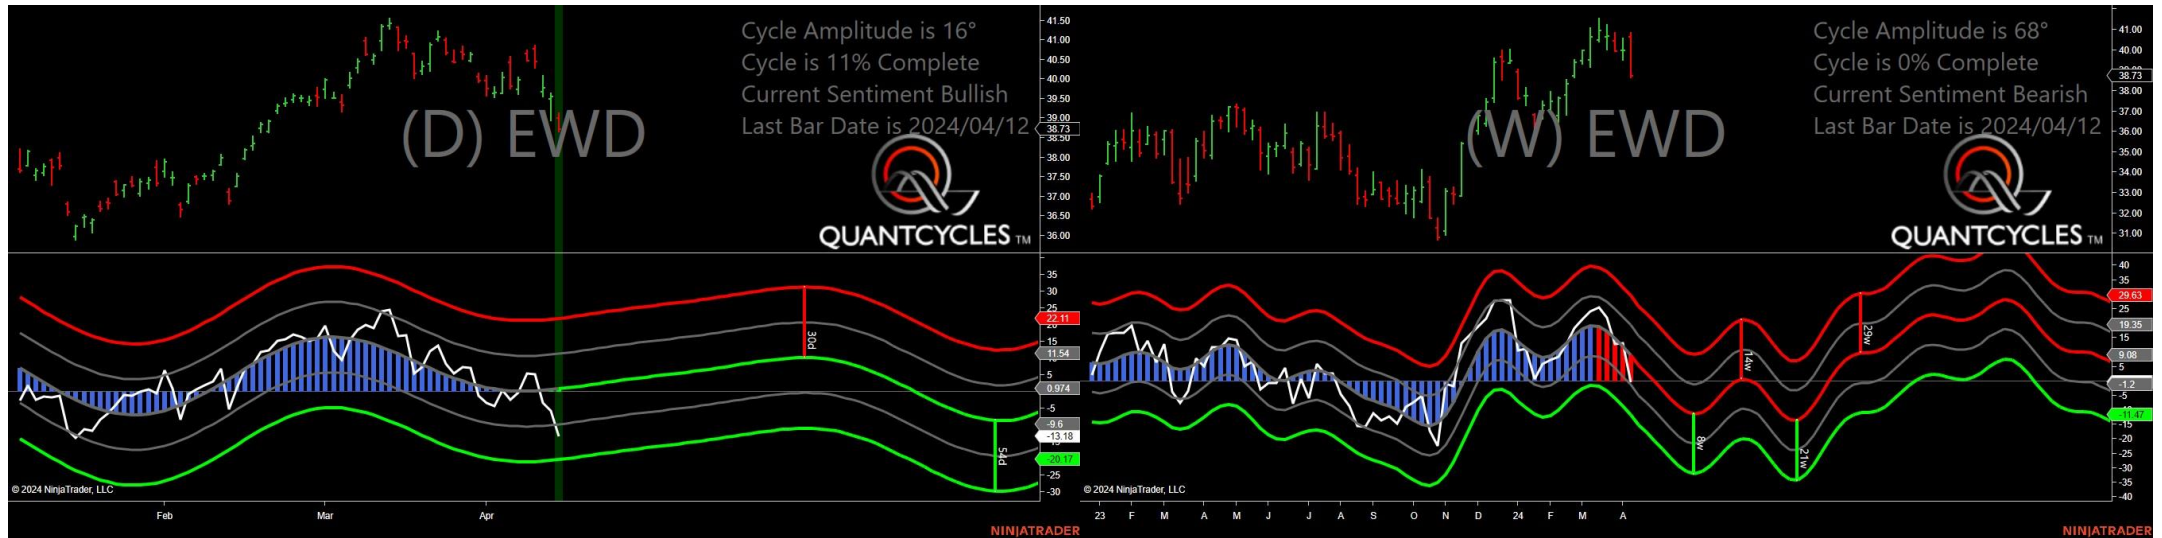 Cycle Amplitude is 16°
Cycle is 11% Complete
Current Sentiment Bullish
Last Bar Date is 2024/04/12
(D) EWD
QUANTCYCLES TM
41.50
41.00
40.50
40.00
39.50
39.00
38.73
38.50
38.00
37.50
37.00
36.50
36.00
35
30
25
22.11
20
15
11.54
5
0.974
-5
-9.6
-13.18
-20.17
-25
-30
30d
54d
© 2024 NinjaTrader, LLC
Feb
Mar
Apr
NINJATRADER
Cycle Amplitude is 68°
Cycle is 0% Complete
Current Sentiment Bearish
Last Bar Date is 2024/04/12
(W) EWD
QUANTCYCLES TM
41.00
40.00
38.73
38.00
37.00
36.00
35.00
34.00
33.00
32.00
31.00
40
35
29.63
25
19.35
15
9.08
5
-1.2
-5
-11.47
-15
-20
-25
-30
-35
-40
8w
14w
21w
29w
© 2024 NinjaTrader, LLC
23 F M A M J J A S O N D 24 F M A
NINJATRADER